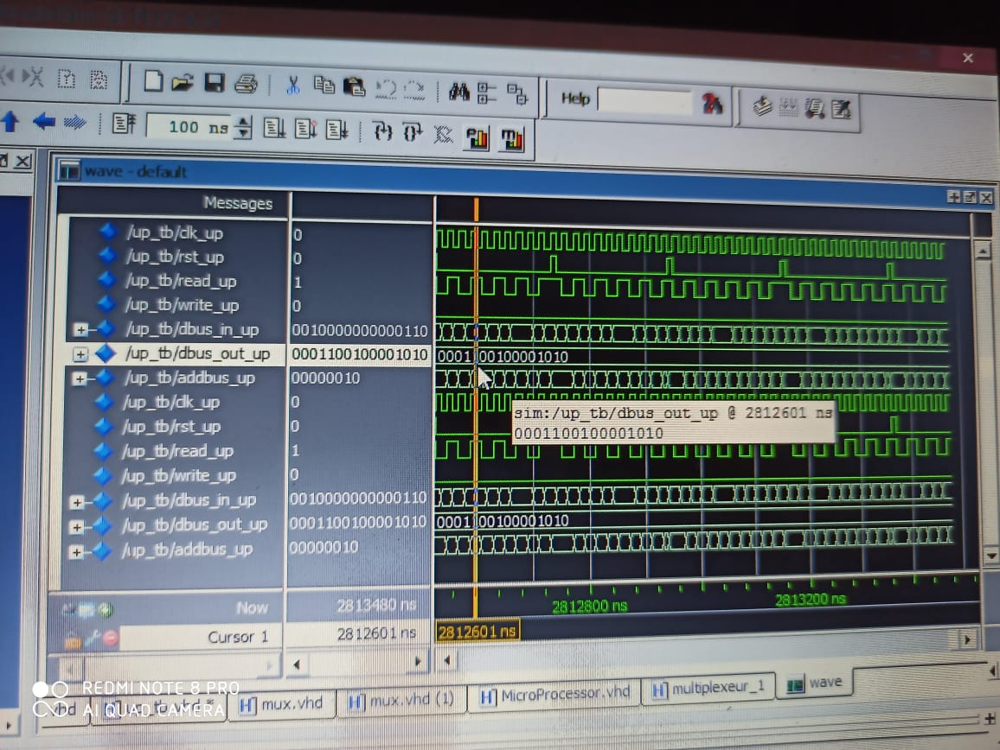 Help
100 ns
wave - default
Messages
/up_tb/clk_up 0
/up_tb/rst_up 0
/up_tb/read_up 1
/up_tb/write_up 0
/up_tb/dbus_in_up 0010000000000110
/up_tb/dbus_out_up 0001100100001010 0001100100001010
/up_tb/addbus_up 00000010
/up_tb/clk_up 0
sim:/up_tb/dbus_out_up @ 2812601 ns
0001100100001010
/up_tb/rst_up 0
/up_tb/read_up 1
/up_tb/write_up 0
/up_tb/dbus_in_up 0010000000000110
/up_tb/dbus_out_up 0001100100001010 0001100100001010
/up_tb/addbus_up 00000010
Now 2813480 ns 2812800 ns 2813200 ns
Cursor 1 2812601 ns 2812601 ns
mux.vhd mux.vhd (1) MicroProcessor.vhd multiplexeur_1 wave
REDMI NOTE 8 PRO
AI QUAD CAMERA